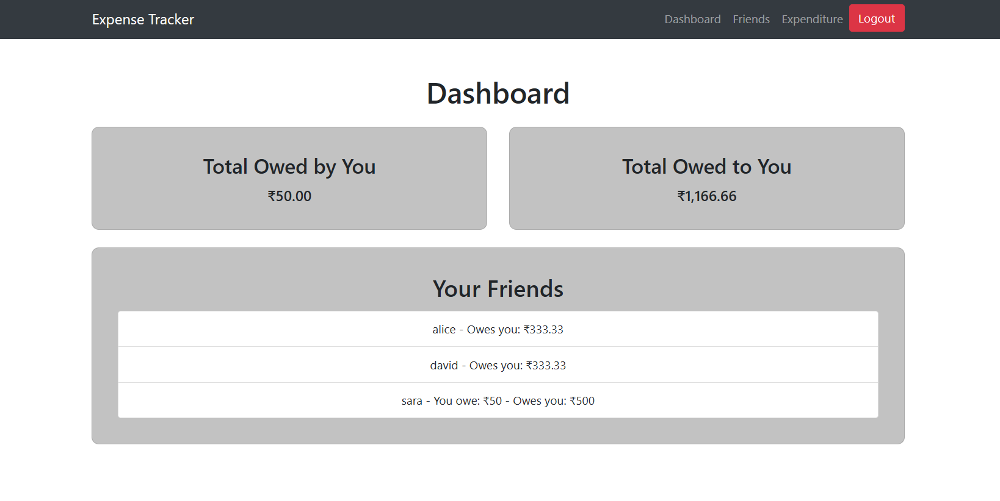 Expense Tracker Dashboard Friends Expenditure Logout
Dashboard
Total Owed by You
₹50.00
Total Owed to You
₹1,166.66
Your Friends
alice - Owes you: ₹333.33
david - Owes you: ₹333.33
sara - You owe: ₹50 - Owes you: ₹500